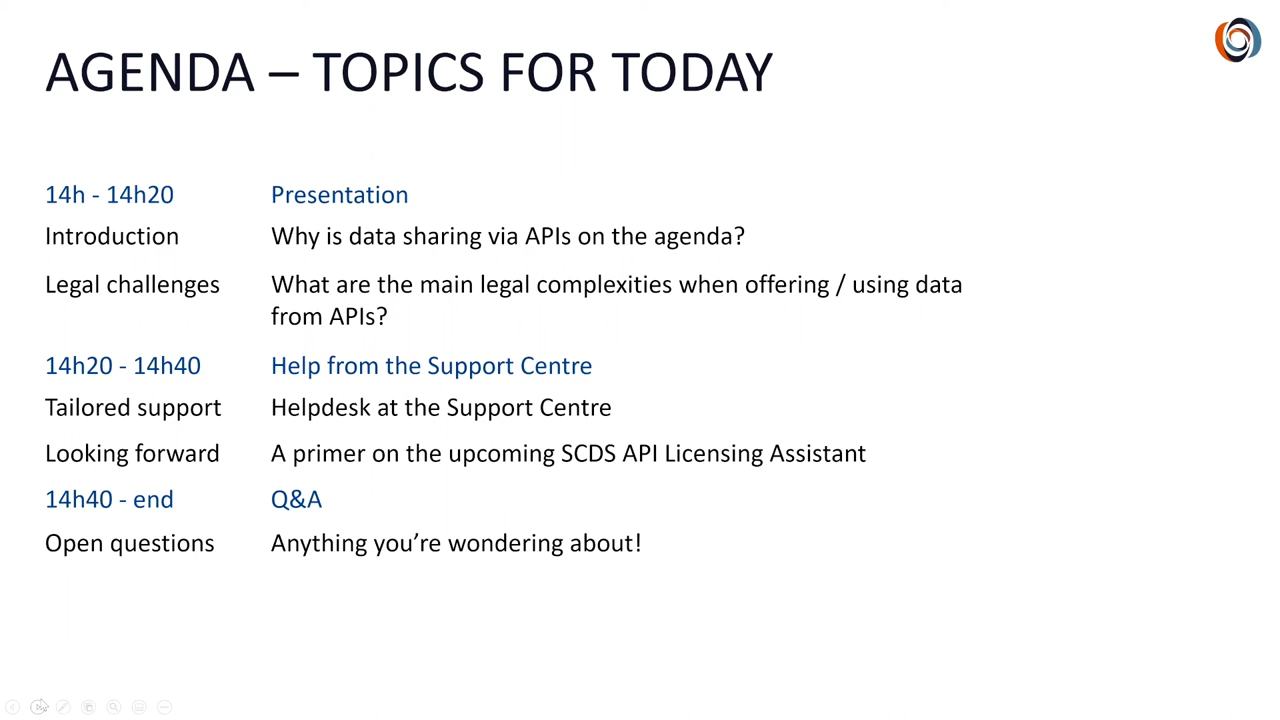 AGENDA – TOPICS FOR TODAY
14h - 14h20 Presentation
Introduction Why is data sharing via APIs on the agenda?
Legal challenges What are the main legal complexities when offering / using data
from APIs?
14h20 - 14h40 Help from the Support Centre
Tailored support Helpdesk at the Support Centre
Looking forward A primer on the upcoming SCDS API Licensing Assistant
14h40 - end Q&A
Open questions Anything you’re wondering about!